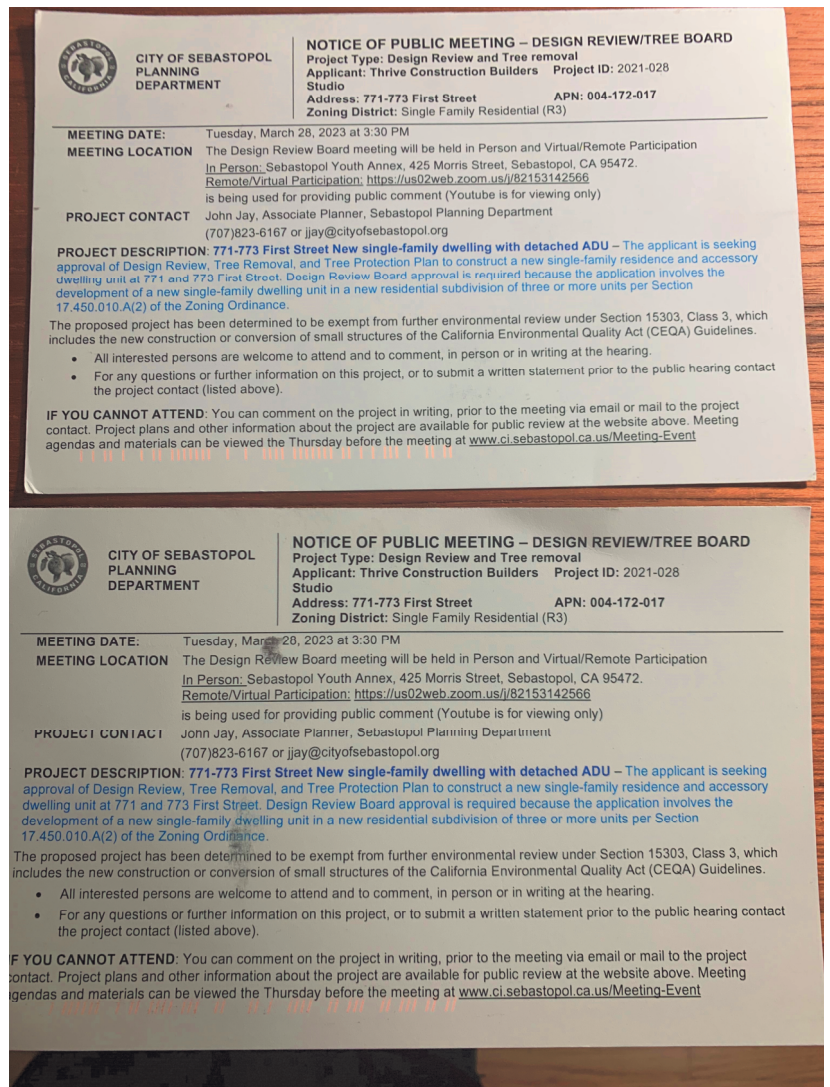 SEBASTOPOL
CALIFORNIA
CITY OF SEBASTOPOL
PLANNING
DEPARTMENT
NOTICE OF PUBLIC MEETING – DESIGN REVIEW/TREE BOARD
Project Type: Design Review and Tree removal
Applicant: Thrive Construction Builders Project ID: 2021-028
Studio
Address: 771-773 First Street APN: 004-172-017
Zoning District: Single Family Residential (R3)
MEETING DATE: Tuesday, March 28, 2023 at 3:30 PM
MEETING LOCATION The Design Review Board meeting will be held in Person and Virtual/Remote Participation
In Person: Sebastopol Youth Annex, 425 Morris Street, Sebastopol, CA 95472.
Remote/Virtual Participation: https://us02web.zoom.us/j/82153142566
is being used for providing public comment (Youtube is for viewing only)
PROJECT CONTACT John Jay, Associate Planner, Sebastopol Planning Department
(707)823-6167 or jjay@cityofsebastopol.org
PROJECT DESCRIPTION: 771-773 First Street New single-family dwelling with detached ADU – The applicant is seeking
approval of Design Review, Tree Removal, and Tree Protection Plan to construct a new single-family residence and accessory
dwelling unit at 771 and 773 First Street. Design Review Board approval is required because the application involves the
development of a new single-family dwelling unit in a new residential subdivision of three or more units per Section
17.450.010.A(2) of the Zoning Ordinance.
The proposed project has been determined to be exempt from further environmental review under Section 15303, Class 3, which
includes the new construction or conversion of small structures of the California Environmental Quality Act (CEQA) Guidelines.
• All interested persons are welcome to attend and to comment, in person or in writing at the hearing.
• For any questions or further information on this project, or to submit a written statement prior to the public hearing contact
the project contact (listed above).
IF YOU CANNOT ATTEND: You can comment on the project in writing, prior to the meeting via email or mail to the project
contact. Project plans and other information about the project are available for public review at the website above. Meeting
agendas and materials can be viewed the Thursday before the meeting at www.ci.sebastopol.ca.us/Meeting-Event
SEBASTOPOL
CALIFORNIA
CITY OF SEBASTOPOL
PLANNING
DEPARTMENT
NOTICE OF PUBLIC MEETING – DESIGN REVIEW/TREE BOARD
Project Type: Design Review and Tree removal
Applicant: Thrive Construction Builders Project ID: 2021-028
Studio
Address: 771-773 First Street APN: 004-172-017
Zoning District: Single Family Residential (R3)
MEETING DATE: Tuesday, March 28, 2023 at 3:30 PM
MEETING LOCATION The Design Review Board meeting will be held in Person and Virtual/Remote Participation
In Person: Sebastopol Youth Annex, 425 Morris Street, Sebastopol, CA 95472.
Remote/Virtual Participation: https://us02web.zoom.us/j/82153142566
is being used for providing public comment (Youtube is for viewing only)
PROJECT CONTACT John Jay, Associate Planner, Sebastopol Planning Department
(707)823-6167 or jjay@cityofsebastopol.org
PROJECT DESCRIPTION: 771-773 First Street New single-family dwelling with detached ADU – The applicant is seeking
approval of Design Review, Tree Removal, and Tree Protection Plan to construct a new single-family residence and accessory
dwelling unit at 771 and 773 First Street. Design Review Board approval is required because the application involves the
development of a new single-family dwelling unit in a new residential subdivision of three or more units per Section
17.450.010.A(2) of the Zoning Ordinance.
The proposed project has been determined to be exempt from further environmental review under Section 15303, Class 3, which
includes the new construction or conversion of small structures of the California Environmental Quality Act (CEQA) Guidelines.
• All interested persons are welcome to attend and to comment, in person or in writing at the hearing.
• For any questions or further information on this project, or to submit a written statement prior to the public hearing contact
the project contact (listed above).
F YOU CANNOT ATTEND: You can comment on the project in writing, prior to the meeting via email or mail to the project
contact. Project plans and other information about the project are available for public review at the website above. Meeting
agendas and materials can be viewed the Thursday before the meeting at www.ci.sebastopol.ca.us/Meeting-Event